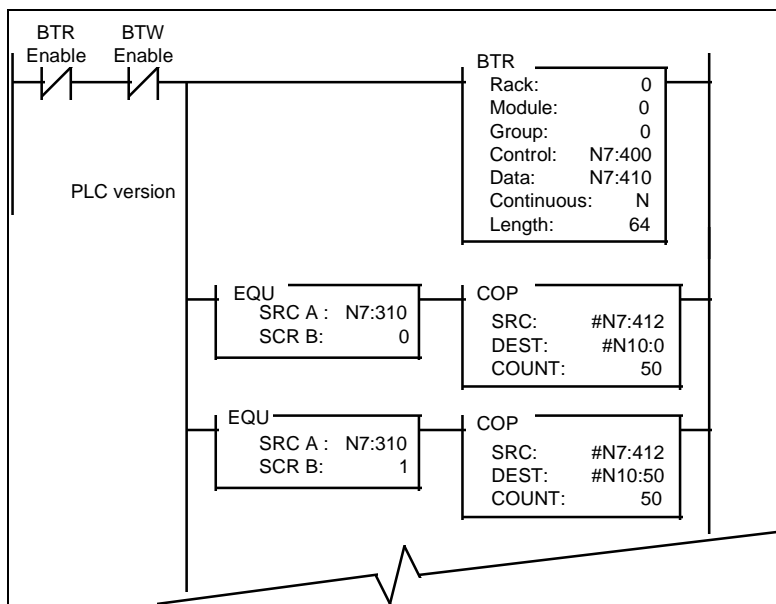 BTR Enable
BTW Enable
BTR
Rack: 0
Module: 0
Group: 0
Control: N7:400
Data: N7:410
Continuous: N
Length: 64
PLC version
EQU
SRC A : N7:310
SCR B: 0
COP
SRC: #N7:412
DEST: #N10:0
COUNT: 50
EQU
SRC A : N7:310
SCR B: 1
COP
SRC: #N7:412
DEST: #N10:50
COUNT: 50